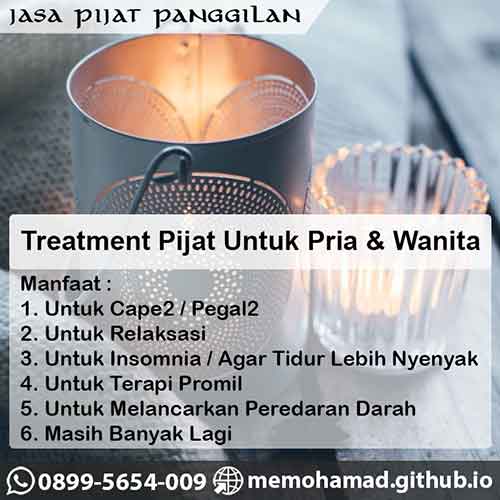 Jasa Pijat Panggilan
Treatment Pijat Untuk Pria & Wanita
Manfaat :
1. Untuk Cape2 / Pegal2
2. Untuk Relaksasi
3. Untuk Insomnia / Agar Tidur Lebih Nyenyak
4. Untuk Terapi Promil
5. Untuk Melancarkan Peredaran Darah
6. Masih Banyak Lagi
0899-5654-009 memohamad.github.io